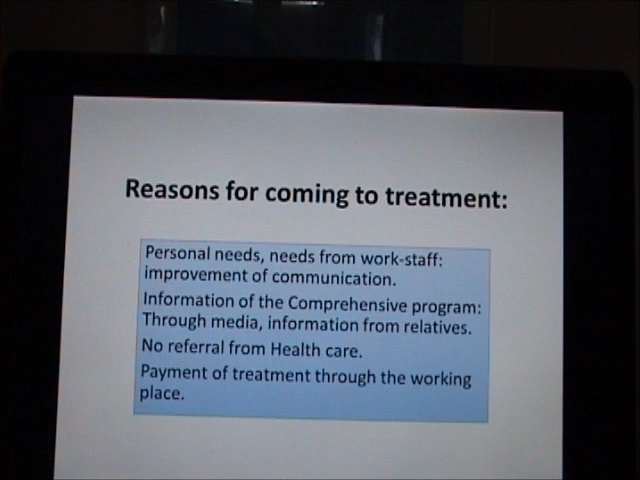 Reasons for coming to treatment:
Personal needs, needs from work-staff:
improvement of communication.
Information of the Comprehensive program:
Through media, information from relatives.
No referral from Health care.
Payment of treatment through the working
place.